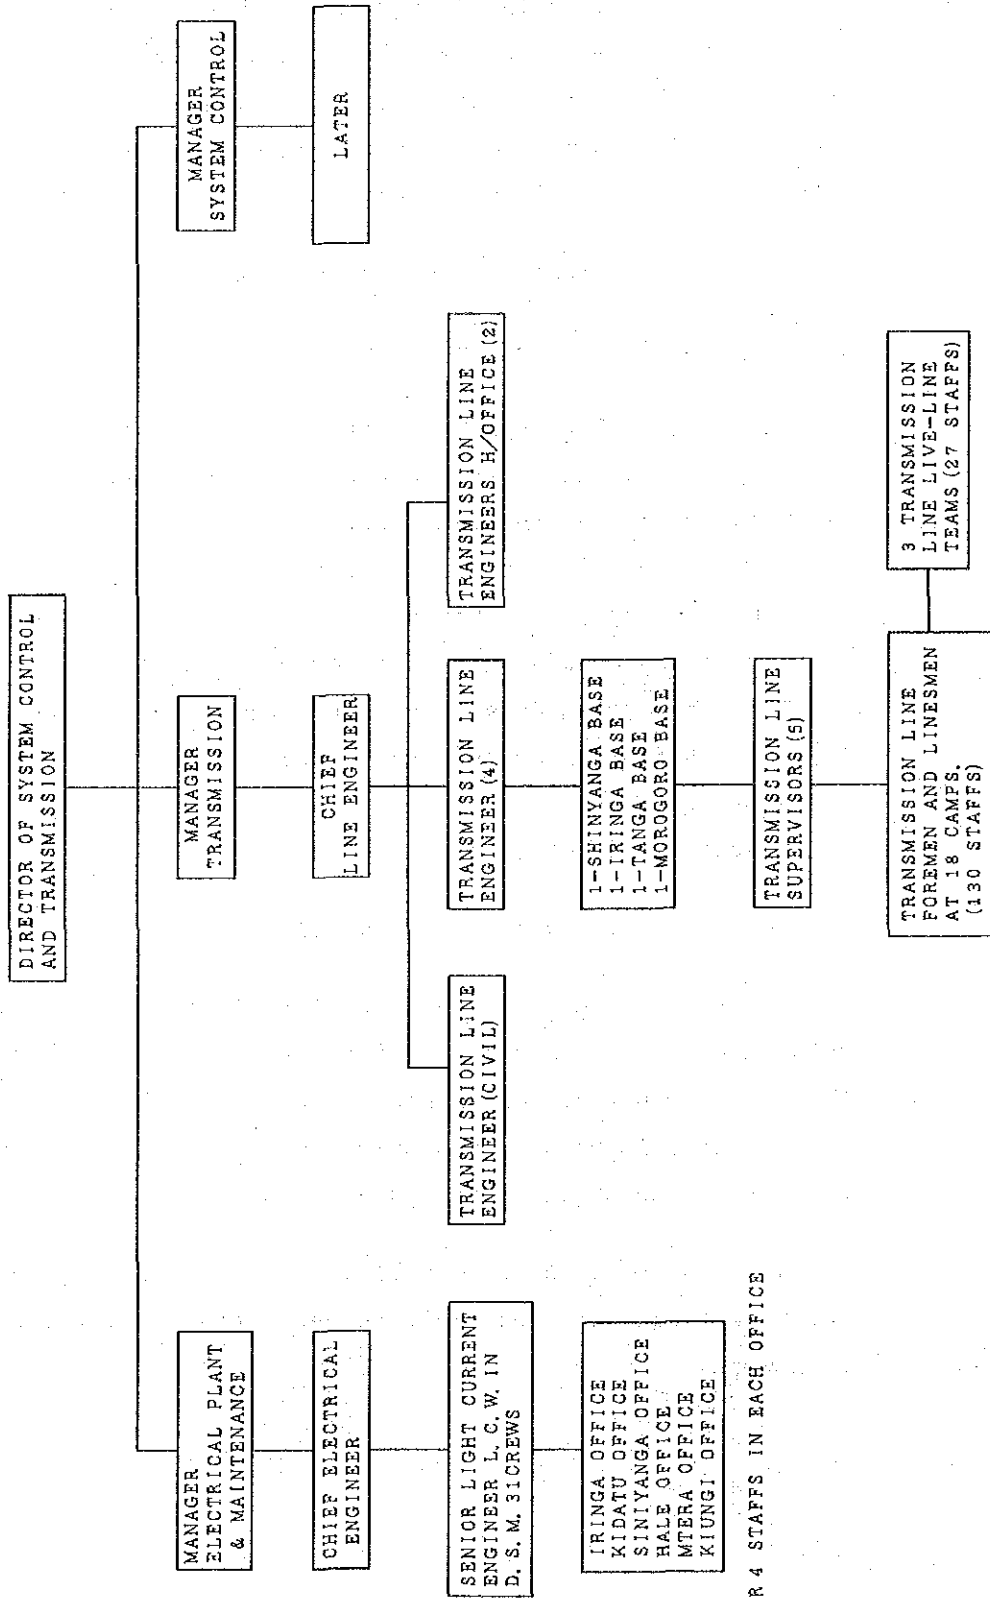 DIRECTOR OF SYSTEM CONTROL
AND TRANSMISSION
MANAGER
ELECTRICAL PLANT
& MAINTENANCE
MANAGER
TRANSMISSION
MANAGER
SYSTEM CONTROL
CHIEF ELECTRICAL
ENGINEER
CHIEF
LINE ENGINEER
LATER
SENIOR LIGHT CURRENT
ENGINEER L. C. W. IN
D. S. M. 31CREWS
TRANSMISSION LINE
ENGINEER (CIVIL)
TRANSMISSION LINE
ENGINEER (4)
TRANSMISSION LINE
ENGINEERS H/OFFICE (2)
IRINGA OFFICE
KIDATU OFFICE
SINIYANGA OFFICE
HALE OFFICE
MTERA OFFICE
KIUNGI OFFICE
1-SHINYANGA BASE
1-IRINGA BASE
1-TANGA BASE
1-MOROGORO BASE
R 4 STAFFS IN EACH OFFICE
TRANSMISSION LINE
SUPERVISORS (5)
TRANSMISSION LINE
FOREMEN AND LINESMEN
AT 18 CAMPS.
(130 STAFFS)
3 TRANSMISSION
LINE LIVE-LINE
TEAMS (27 STAFFS)